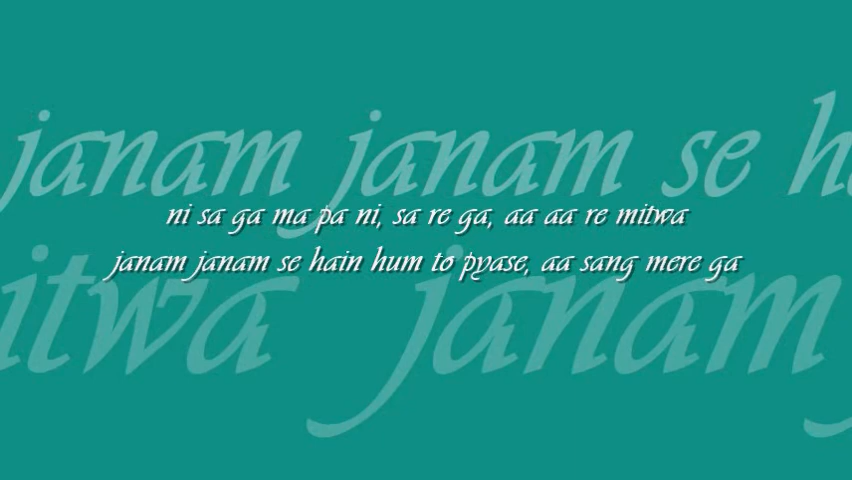 janam janam se h
ni sa ga ma pa ni, sa re ga, aa aa re mitwa
janam janam se hain hum to pyase, aa sang mere ga
mitwa janam